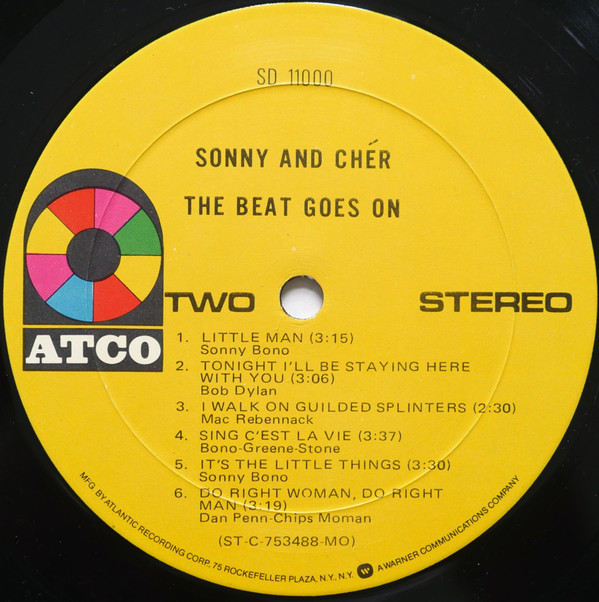 SD 11000
SONNY AND CHÉR
THE BEAT GOES ON
TWO
STEREO
ATCO
1. LITTLE MAN (3:15)
Sonny Bono
2. TONIGHT I'LL BE STAYING HERE
WITH YOU (3:06)
Bob Dylan
3. I WALK ON GUILDED SPLINTERS (2:30)
Mac Rebennack
4. SING C'EST LA VIE (3:37)
Bono-Greene-Stone
5. IT'S THE LITTLE THINGS (3:30)
Sonny Bono
6. DO RIGHT WOMAN, DO RIGHT
MAN (3:19)
Dan Penn-Chips Moman
(ST-C-753488-MO)
MFG. BY ATLANTIC RECORDING CORP. 75 ROCKEFELLER PLAZA, N.Y., N.Y. W A WARNER COMMUNICATIONS COMPANY